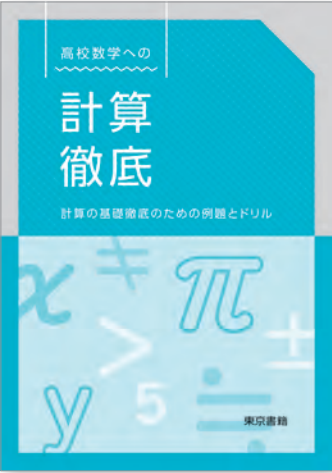 高校数学への
計算
徹底
計算の基礎徹底のための例題とドリル
≠
x
π
>
±
y
5
÷
=
東京書籍